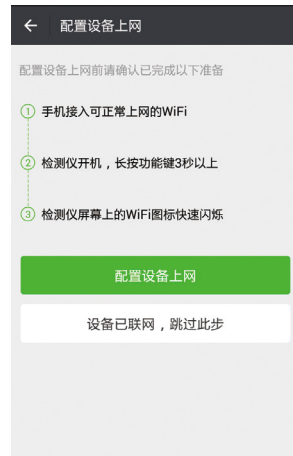 配置设备上网
配置设备上网前请确认已完成以下准备
① 手机接入可正常上网的WiFi
② 检测仪开机，长按功能键3秒以上
③ 检测仪屏幕上的WiFi图标快速闪烁
配置设备上网
设备已联网，跳过此步